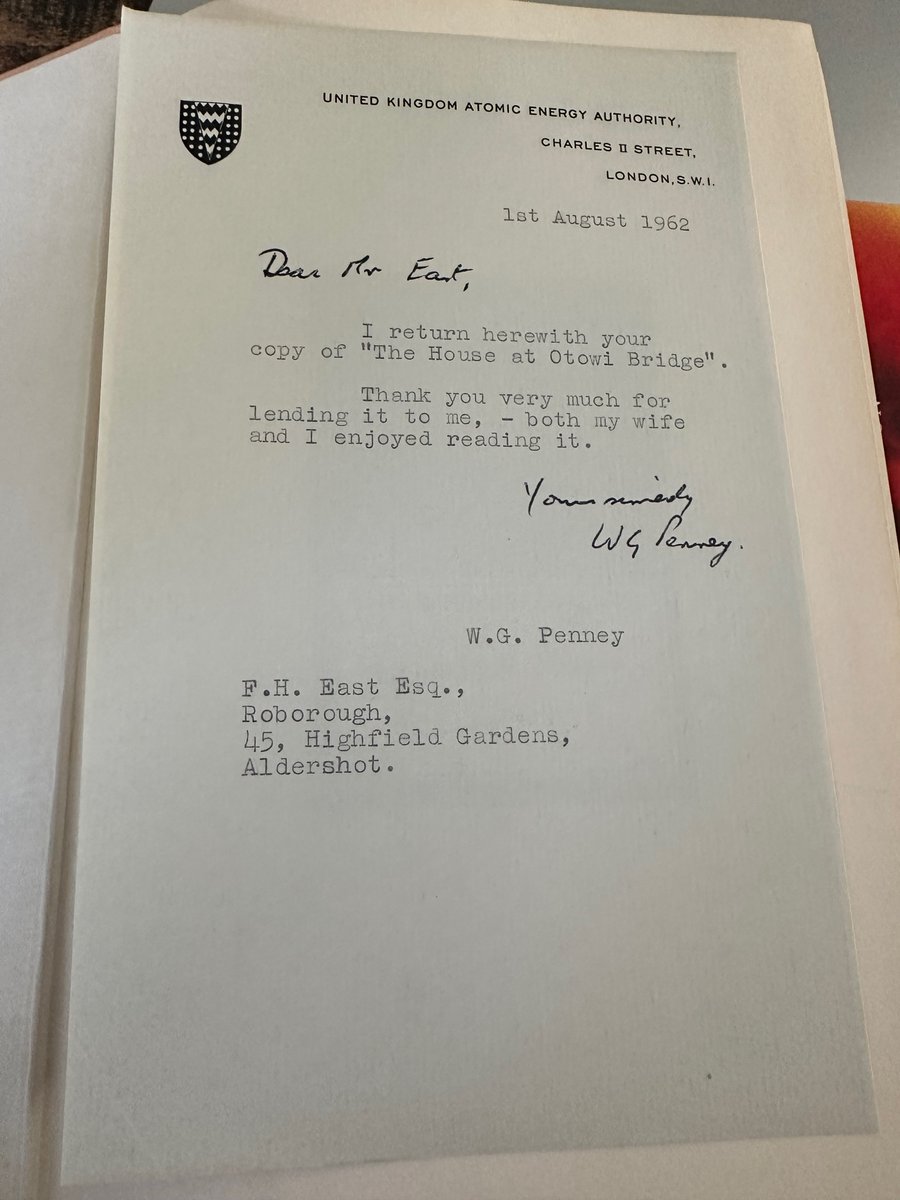 UNITED KINGDOM ATOMIC ENERGY AUTHORITY,
CHARLES II STREET,
LONDON, S.W.1.
1st August 1962
Dear Mr East,
I return herewith your
copy of "The House at Otowi Bridge".
Thank you very much for
lending it to me, - both my wife
and I enjoyed reading it.
Yours sincerely
WG Penney.
W.G. Penney
F.H. East Esq.,
Roborough,
45, Highfield Gardens,
Aldershot.